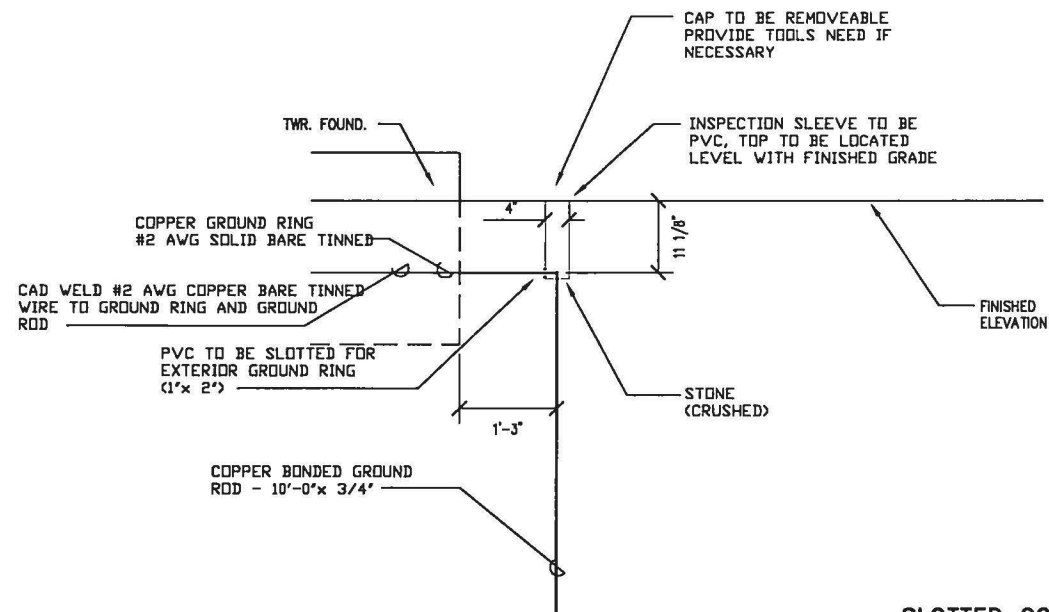 CAP TO BE REMOVEABLE
PROVIDE TOOLS NEED IF
NECESSARY
TWR. FOUND.
INSPECTION SLEEVE TO BE
PVC, TOP TO BE LOCATED
LEVEL WITH FINISHED GRADE
4"
COPPER GROUND RING
#2 AWG SOLID BARE TINNED
11 1/8"
CAD WELD #2 AWG COPPER BARE TINNED
WIRE TO GROUND RING AND GROUND
ROD
FINISHED
ELEVATION
PVC TO BE SLOTTED FOR
EXTERIOR GROUND RING
(1"x 2")
STONE
(CRUSHED)
1'-3"
COPPER BONDED GROUND
ROD - 10'-0"x 3/4"